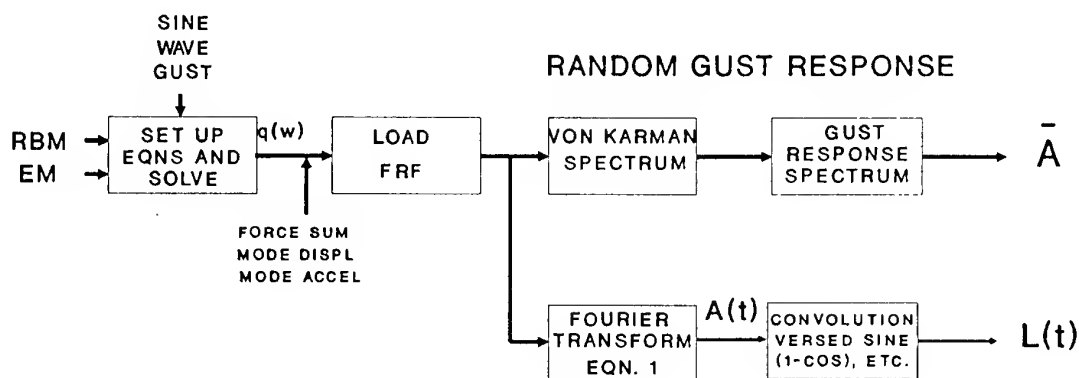 SINE
WAVE
GUST
RANDOM GUST RESPONSE
RBM
EM
SET UP
EQNS AND
SOLVE
q(w)
LOAD
FRF
VON KARMAN
SPECTRUM
GUST
RESPONSE
SPECTRUM
Ā
FORCE SUM
MODE DISPL
MODE ACCEL
FOURIER
TRANSFORM
EQN. 1
A(t)
CONVOLUTION
VERSED SINE
(1-COS), ETC.
L(t)